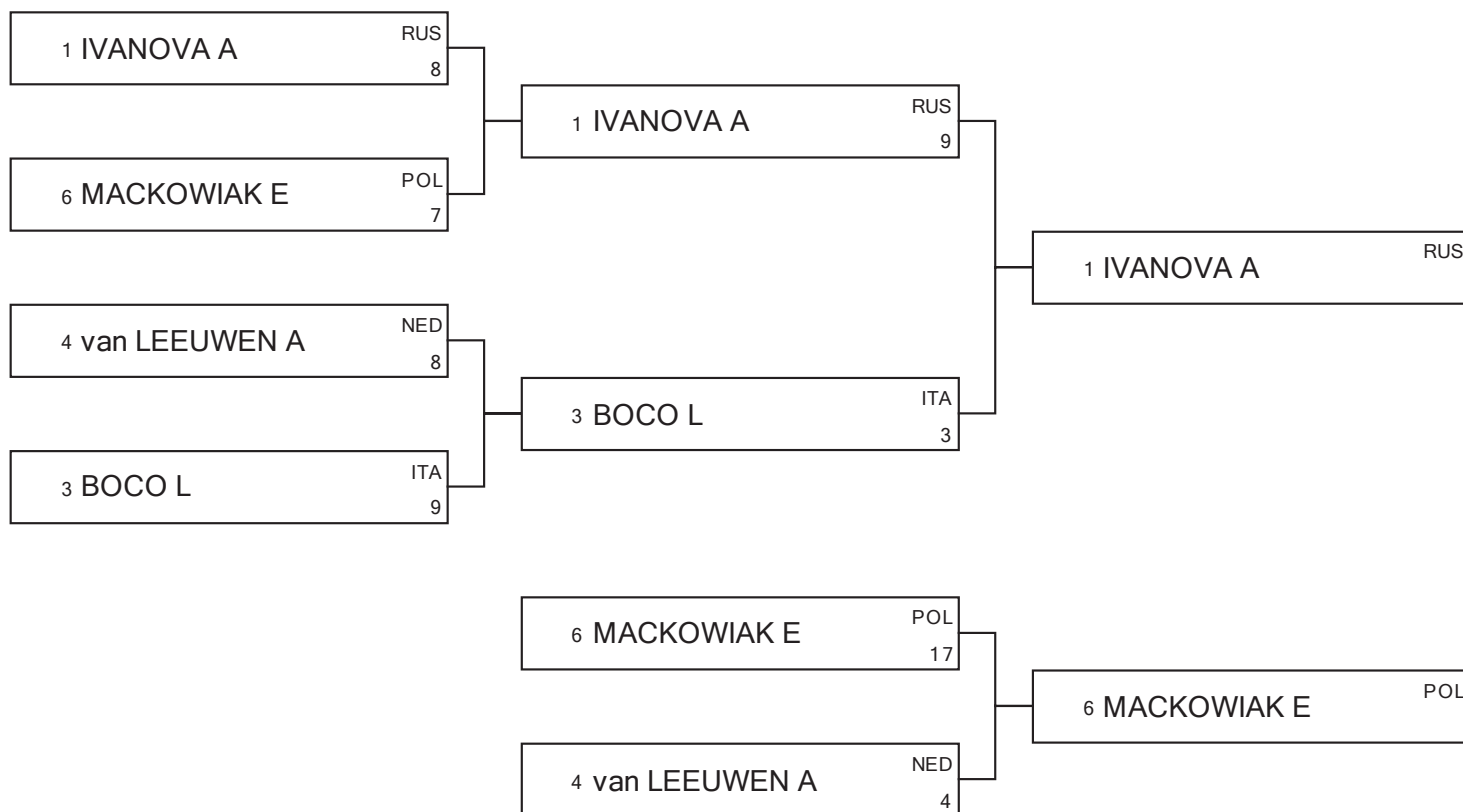 1 IVANOVA A RUS
8
6 MACKOWIAK E POL
7
4 van LEEUWEN A NED
8
3 BOCO L ITA
9
1 IVANOVA A RUS
9
3 BOCO L ITA
3
1 IVANOVA A RUS
6 MACKOWIAK E POL
17
4 van LEEUWEN A NED
4
6 MACKOWIAK E POL